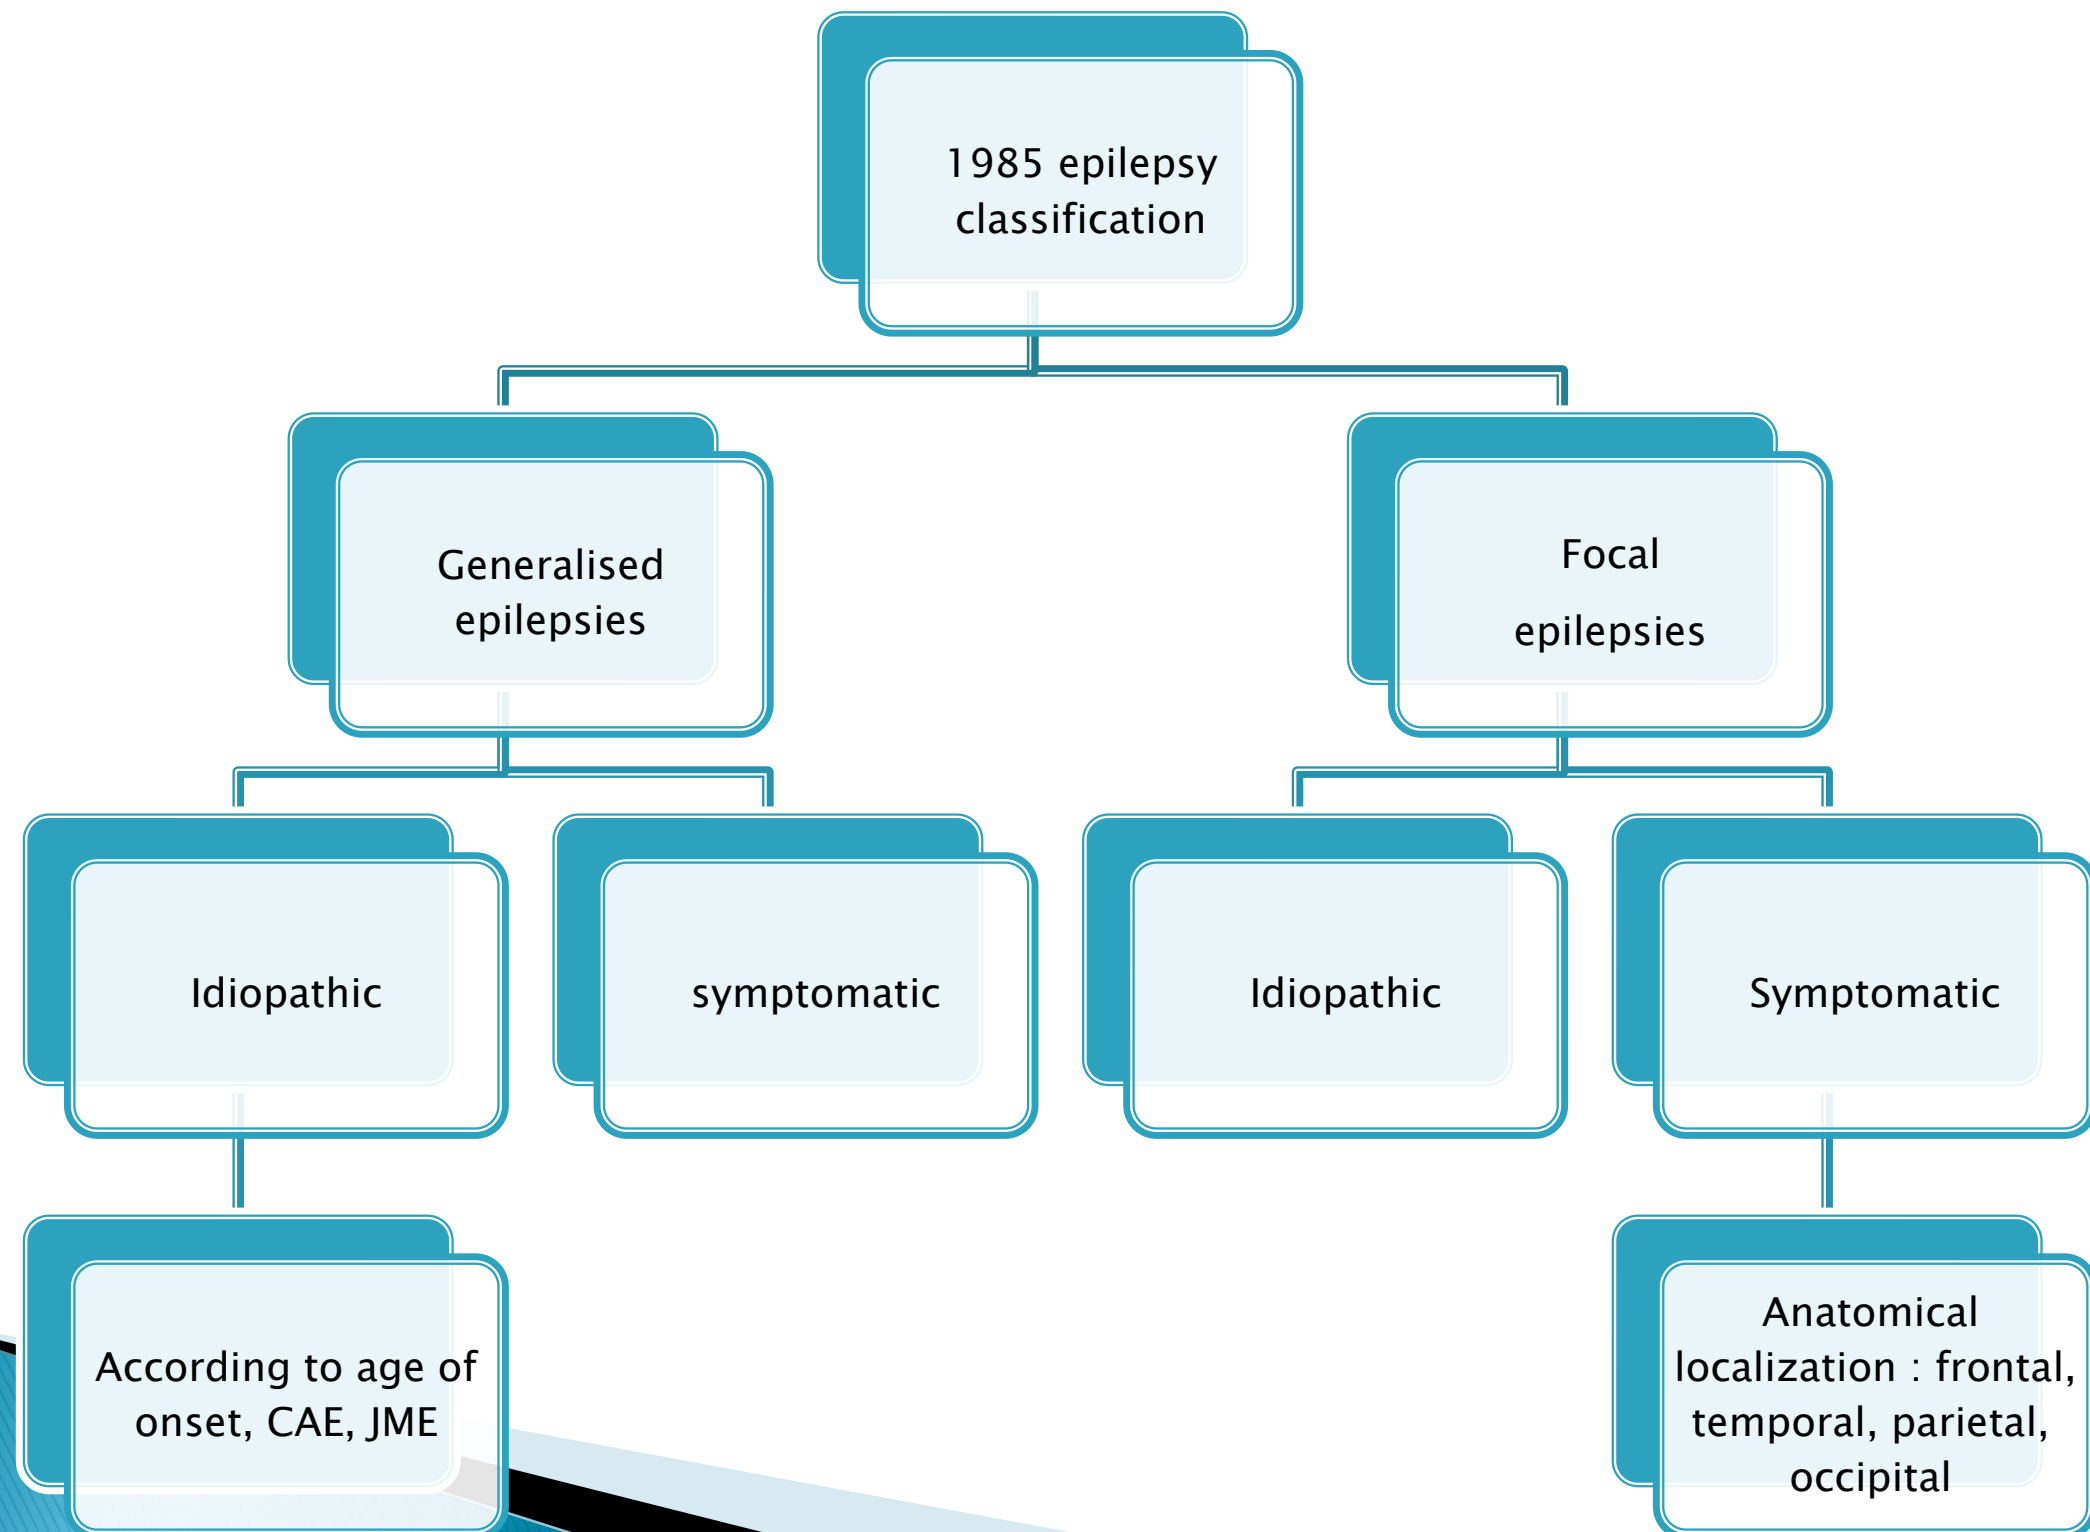 1985 epilepsy
classification
Generalised
epilepsies
Focal
epilepsies
Idiopathic
symptomatic
Idiopathic
Symptomatic
According to age of
onset, CAE, JME
Anatomical
localization : frontal,
temporal, parietal,
occipital